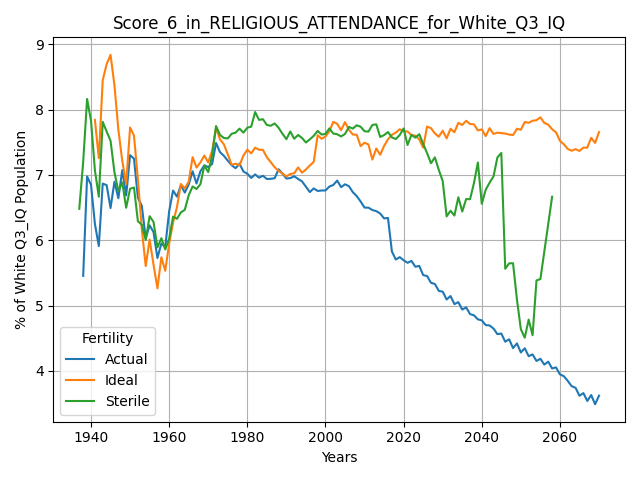 Score_6_in_RELIGIOUS_ATTENDANCE_for_White_Q3_IQ
% of White Q3_IQ Population
9
8
7
6
5
4
Fertility
Actual
Ideal
Sterile
1940 1960 1980 2000 2020 2040 2060
Years